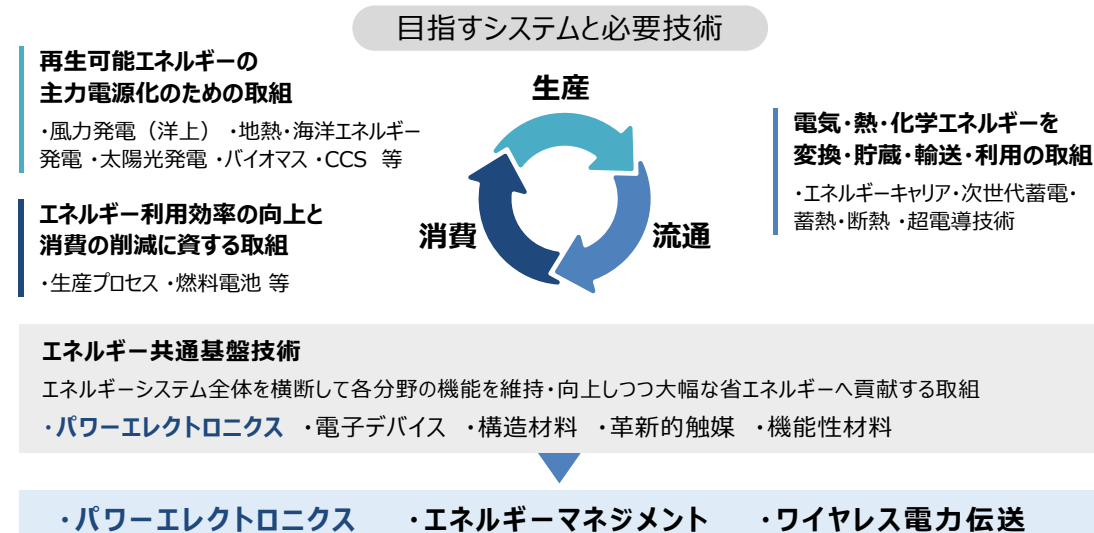 目指すシステムと必要技術
再生可能エネルギーの
主力電源化のための取組
・風力発電（洋上） ・地熱・海洋エネルギー
発電 ・太陽光発電 ・バイオマス ・CCS 等
エネルギー利用効率の向上と
消費の削減に資する取組
・生産プロセス ・燃料電池 等
生産
消費
流通
電気・熱・化学エネルギーを
変換・貯蔵・輸送・利用の取組
・エネルギーキャリア・次世代蓄電・
蓄熱・断熱 ・超電導技術
エネルギー共通基盤技術
エネルギーシステム全体を横断して各分野の機能を維持・向上しつつ大幅な省エネルギーへ貢献する取組
・パワーエレクトロニクス ・電子デバイス ・構造材料 ・革新的触媒 ・機能性材料
・パワーエレクトロニクス ・エネルギーマネジメント ・ワイヤレス電力伝送